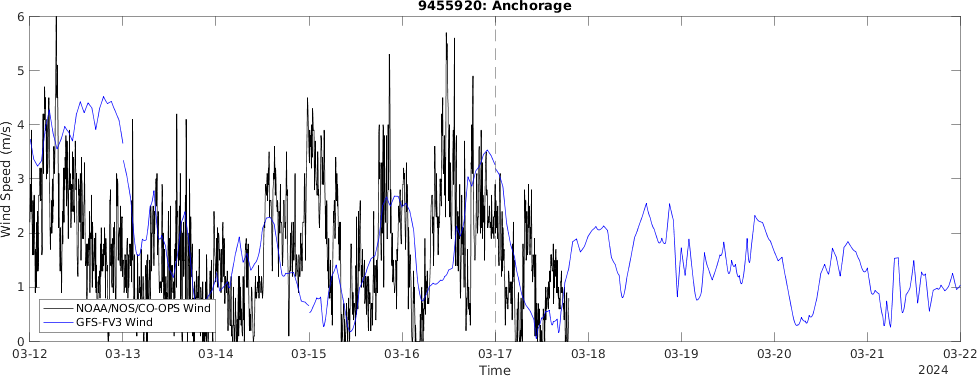 9455920: Anchorage
Wind Speed (m/s)
6
5
4
3
2
1
0
NOAA/NOS/CO-OPS Wind
GFS-FV3 Wind
03-12 03-13 03-14 03-15 03-16 03-17 03-18 03-19 03-20 03-21 03-22
Time
2024